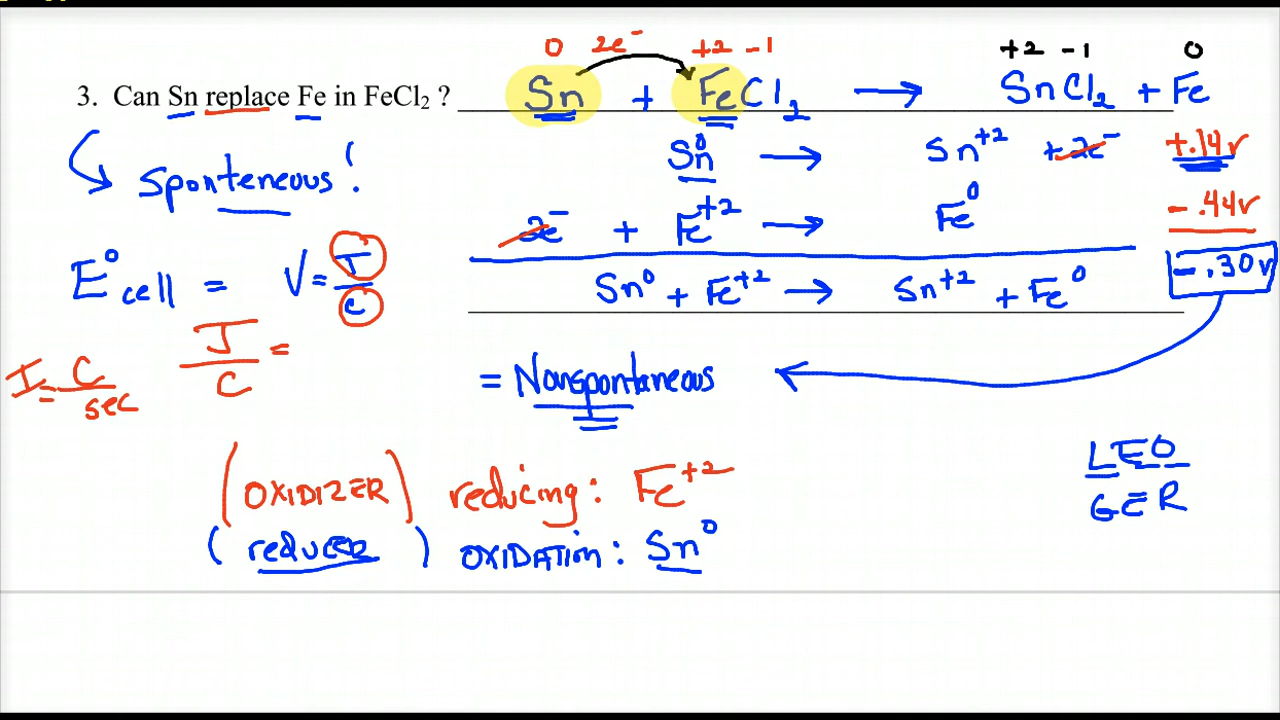 0 2e⁻ +2 -1 +2 -1 0
3. Can Sn replace Fe in FeCl₂ ? Sn + FeCl₂ → SnCl₂ + Fe
Sn⁰ → Sn⁺² + 2e⁻ +.14v
Sponteneous !
2e⁻ + Fe⁺² → Fe⁰ -.44v
E⁰cell = V = J/C
Sn⁰ + Fe⁺² → Sn⁺² + Fe⁰ -.30v
J/C =
I = C/sec
= Nonspontaneous
LEO
GER
(OXIDIZER) reducing: Fe⁺²
(reducER) OXIDATion: Sn⁰